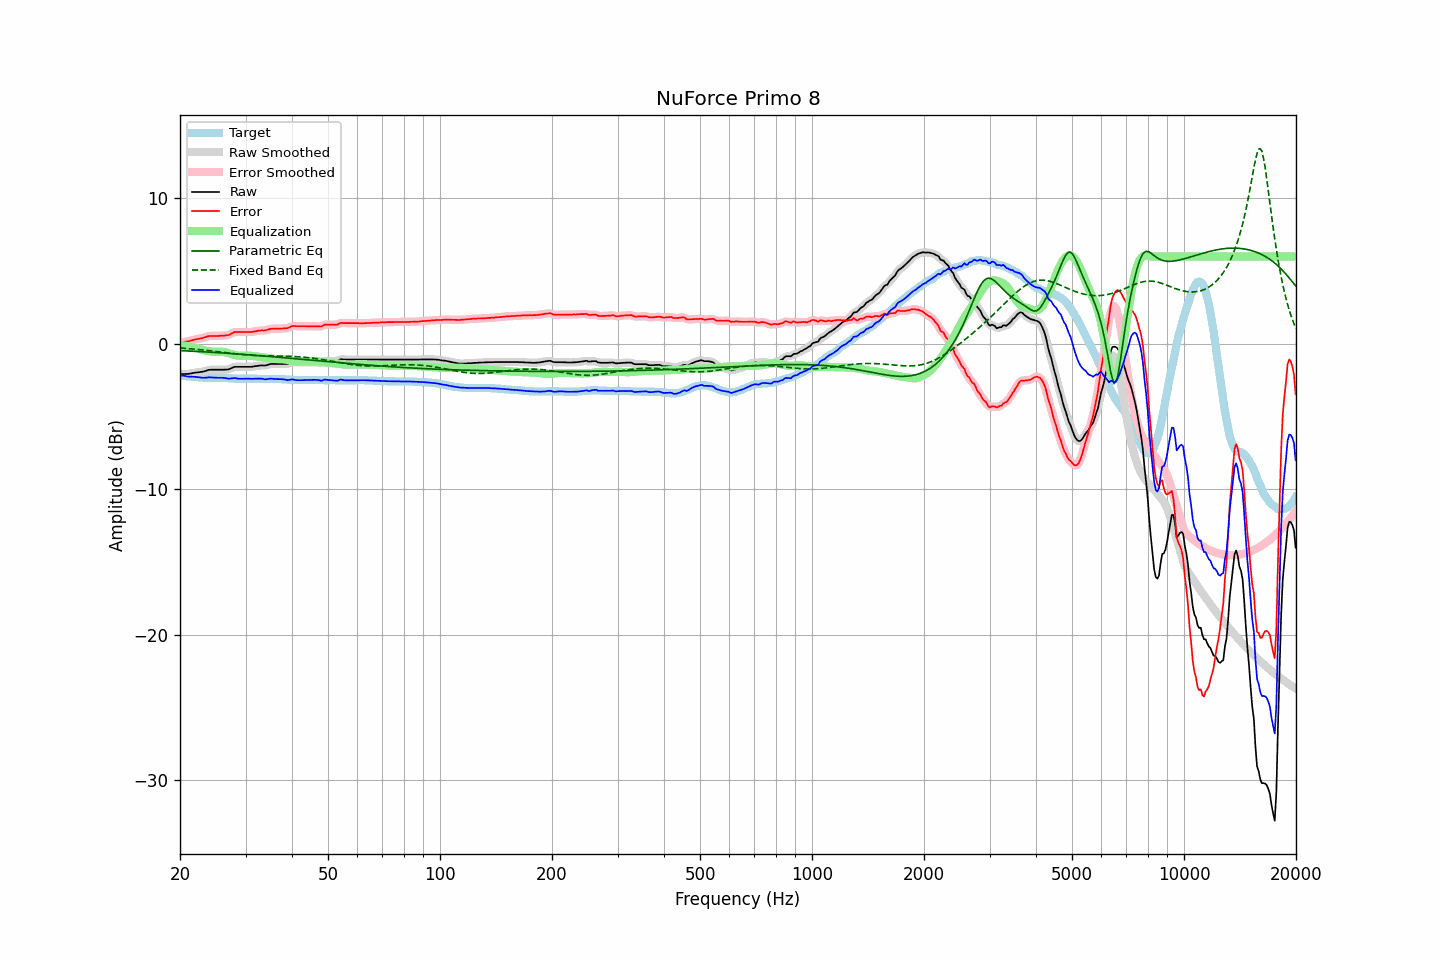 NuForce Primo 8
Target
Raw Smoothed
Error Smoothed
Raw
Error
Equalization
Parametric Eq
Fixed Band Eq
Equalized
10
0
−10
−20
−30
Amplitude (dBr)
20 50 100 200 500 1000 2000 5000 10000 20000
Frequency (Hz)